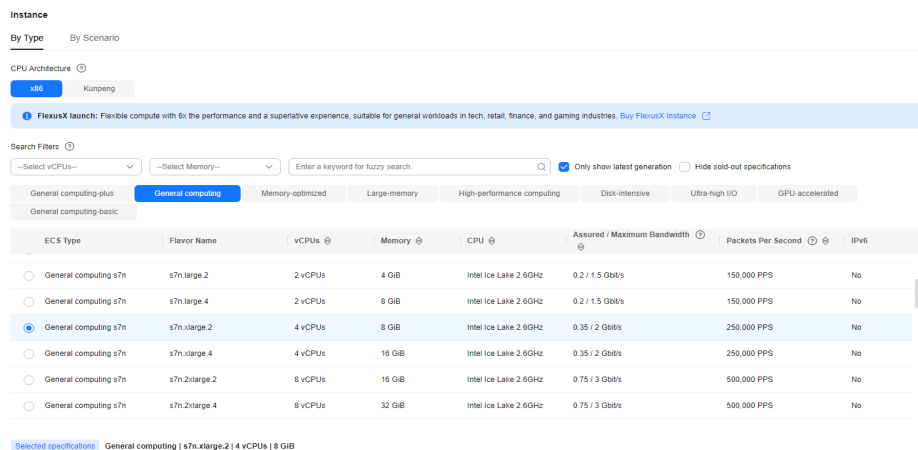 Instance
By Type By Scenario
CPU Architecture ?
x86 Kunpeng
FlexusX launch: Flexible compute with 6x the performance and a superlative experience, suitable for general workloads in tech, retail, finance, and gaming industries. Buy FlexusX Instance
Search Filters ?
--Select vCPUs-- --Select Memory-- Enter a keyword for fuzzy search. Only show latest generation Hide sold-out specifications
General computing-plus General computing Memory-optimized Large-memory High-performance computing Disk-intensive Ultra-high I/O GPU-accelerated
General computing-basic
ECS Type Flavor Name vCPUs Memory CPU Assured / Maximum Bandwidth ? Packets Per Second ? IPv6
General computing s7n s7n.large.2 2 vCPUs 4 GiB Intel Ice Lake 2.6GHz 0.2 / 1.5 Gbit/s 150,000 PPS No
General computing s7n s7n.large.4 2 vCPUs 8 GiB Intel Ice Lake 2.6GHz 0.2 / 1.5 Gbit/s 150,000 PPS No
General computing s7n s7n.xlarge.2 4 vCPUs 8 GiB Intel Ice Lake 2.6GHz 0.35 / 2 Gbit/s 250,000 PPS No
General computing s7n s7n.xlarge.4 4 vCPUs 16 GiB Intel Ice Lake 2.6GHz 0.35 / 2 Gbit/s 250,000 PPS No
General computing s7n s7n.2xlarge.2 8 vCPUs 16 GiB Intel Ice Lake 2.6GHz 0.75 / 3 Gbit/s 500,000 PPS No
General computing s7n s7n.2xlarge.4 8 vCPUs 32 GiB Intel Ice Lake 2.6GHz 0.75 / 3 Gbit/s 500,000 PPS No
Selected specifications General computing | s7n.xlarge.2 | 4 vCPUs | 8 GiB